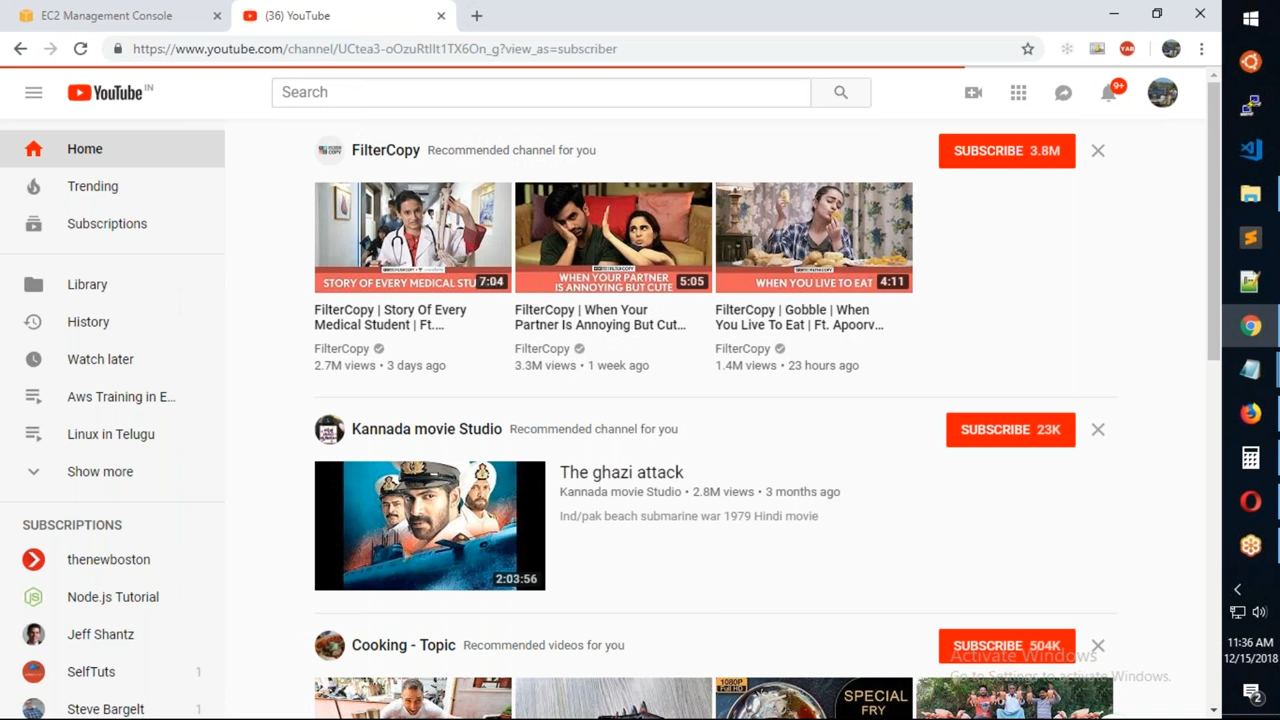 EC2 Management Console
(36) YouTube
https://www.youtube.com/channel/UCtea3-oOzuRtIlt1TX6On_g?view_as=subscriber
YouTube IN
Search
9+
Home
Trending
Subscriptions
Library
History
Watch later
Aws Training in E...
Linux in Telugu
Show more
SUBSCRIPTIONS
thenewboston
Node.js Tutorial
Jeff Shantz
SelfTuts 1
Steve Bargelt 1
FilterCopy Recommended channel for you
SUBSCRIBE 3.8M
STORY OF EVERY MEDICAL STU 7:04
WHEN YOUR PARTNER
IS ANNOYING BUT CUTE 5:05
WHEN YOU LIVE TO EAT 4:11
FilterCopy | Story Of Every
Medical Student | Ft....
FilterCopy
2.7M views • 3 days ago
FilterCopy | When Your
Partner Is Annoying But Cut...
FilterCopy
3.3M views • 1 week ago
FilterCopy | Gobble | When
You Live To Eat | Ft. Apoorv...
FilterCopy
1.4M views • 23 hours ago
Kannada movie Studio Recommended channel for you
SUBSCRIBE 23K
2:03:56
The ghazi attack
Kannada movie Studio • 2.8M views • 3 months ago
Ind/pak beach submarine war 1979 Hindi movie
Cooking - Topic Recommended videos for you
SUBSCRIBE 504K
1080P
Full HD
SPECIAL
FRY
Activate Windows
Go to Settings to activate Windows.
YAB
11:36 AM
12/15/2018
2